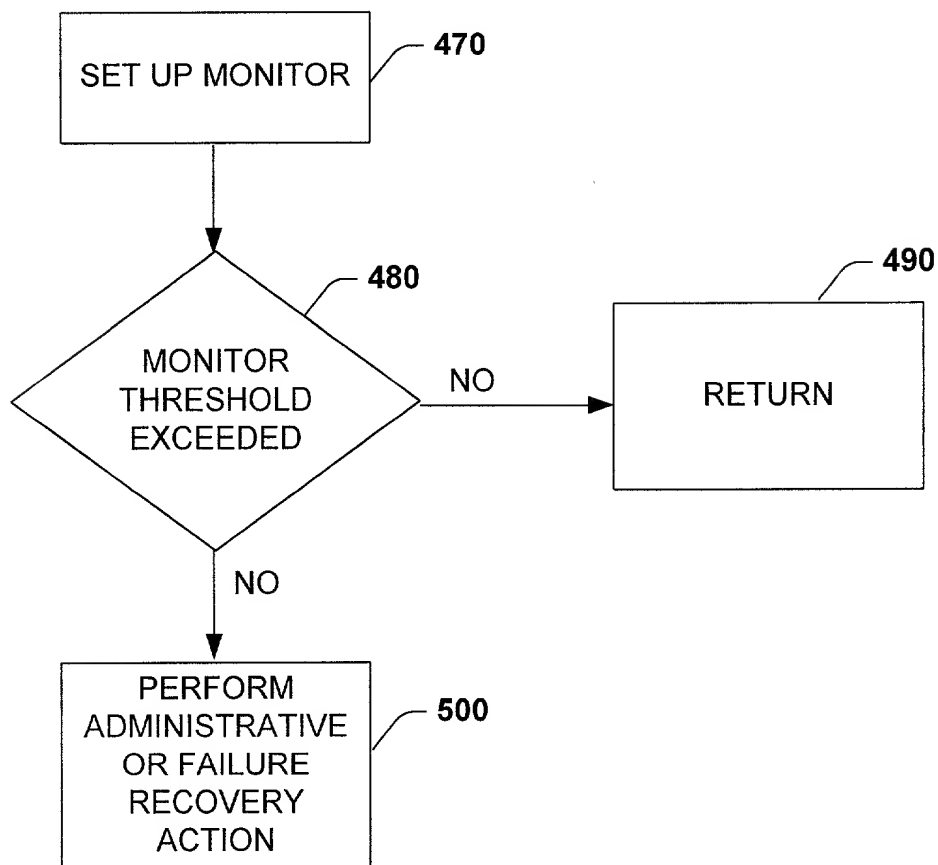 470
SET UP MONITOR
480
490
MONITOR
THRESHOLD
EXCEEDED
NO
RETURN
NO
500
PERFORM
ADMINISTRATIVE
OR FAILURE
RECOVERY
ACTION